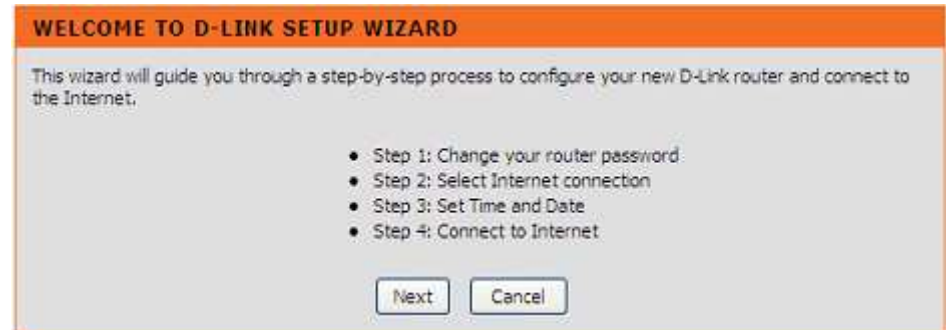 WELCOME TO D-LINK SETUP WIZARD
This wizard will guide you through a step-by-step process to configure your new D-Link router and connect to
the Internet.
• Step 1: Change your router password
• Step 2: Select Internet connection
• Step 3: Set Time and Date
• Step 4: Connect to Internet
Next Cancel